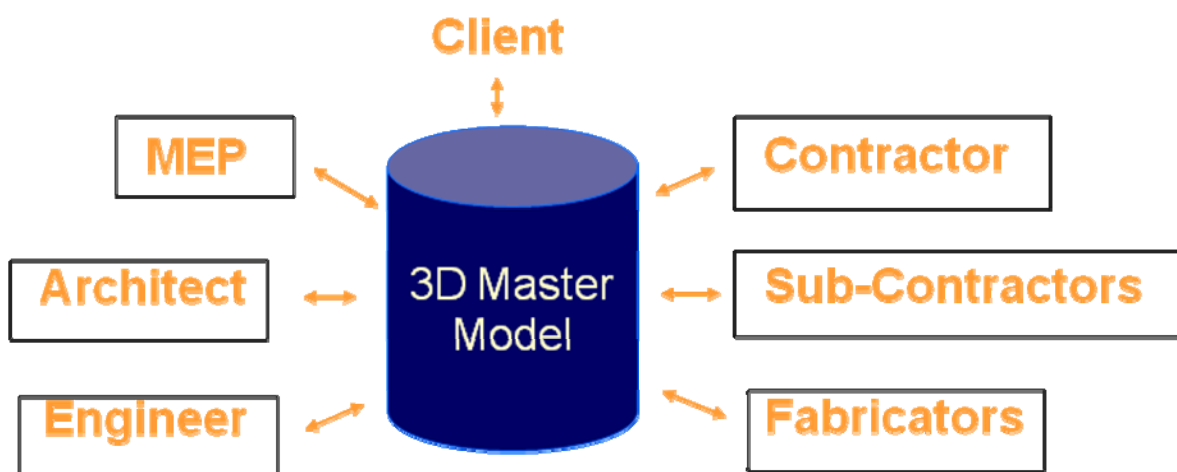 Client
MEP
Contractor
3D Master
Model
Architect
Sub-Contractors
Engineer
Fabricators